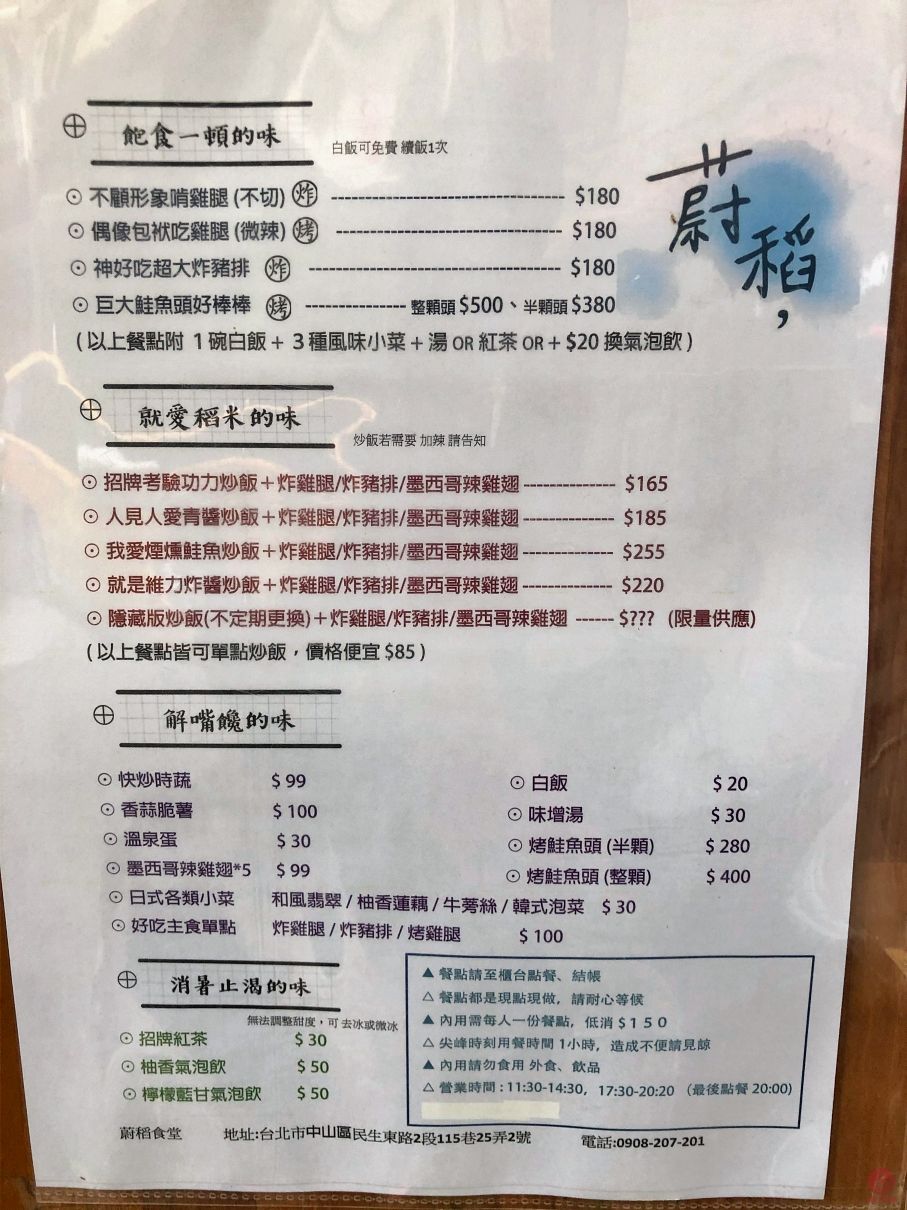 蔚稻,
飽食一頓的味
白飯可免費 續飯1次
⊙ 不顧形象啃雞腿 (不切) 炸 $180
⊙ 偶像包袱吃雞腿 (微辣) 烤 $180
⊙ 神好吃超大炸豬排 炸 $180
⊙ 巨大鮭魚頭好棒棒 烤 整顆頭 $500、半顆頭 $380
(以上餐點附 1碗白飯+ 3種風味小菜+湯 OR 紅茶 OR + $20 換氣泡飲)
就愛稻米的味
炒飯若需要 加辣 請告知
⊙ 招牌考驗功力炒飯+炸雞腿/炸豬排/墨西哥辣雞翅 $165
⊙ 人見人愛青醬炒飯+炸雞腿/炸豬排/墨西哥辣雞翅 $185
⊙ 我愛煙燻鮭魚炒飯+炸雞腿/炸豬排/墨西哥辣雞翅 $255
⊙ 就是維力炸醬炒飯+炸雞腿/炸豬排/墨西哥辣雞翅 $220
⊙ 隱藏版炒飯(不定期更換)+炸雞腿/炸豬排/墨西哥辣雞翅 $??? (限量供應)
(以上餐點皆可單點炒飯,價格便宜 $85)
解嘴饞的味
⊙ 快炒時蔬 $ 99
⊙ 香蒜脆薯 $ 100
⊙ 溫泉蛋 $ 30
⊙ 墨西哥辣雞翅*5 $ 99
⊙ 白飯 $ 20
⊙ 味增湯 $ 30
⊙ 烤鮭魚頭 (半顆) $ 280
⊙ 烤鮭魚頭 (整顆) $ 400
⊙ 日式各類小菜 和風翡翠 / 柚香蓮藕 / 牛蒡絲 / 韓式泡菜 $ 30
⊙ 好吃主食單點 炸雞腿 / 炸豬排 / 烤雞腿 $ 100
消暑止渴的味
無法調整甜度,可 去冰或微冰
⊙ 招牌紅茶 $ 30
⊙ 柚香氣泡飲 $ 50
⊙ 檸檬藍甘氣泡飲 $ 50
▲ 餐點請至櫃台點餐、結帳
△ 餐點都是現點現做, 請耐心等候
▲ 內用需每人一份餐點, 低消 $150
△ 尖峰時刻用餐時間 1小時, 造成不便請見諒
▲ 內用請勿食用 外食、飲品
△ 營業時間 : 11:30-14:30, 17:30-20:20 (最後點餐 20:00)
蔚稻食堂 地址:台北市中山區民生東路2段115巷25弄2號 電話:0908-207-201